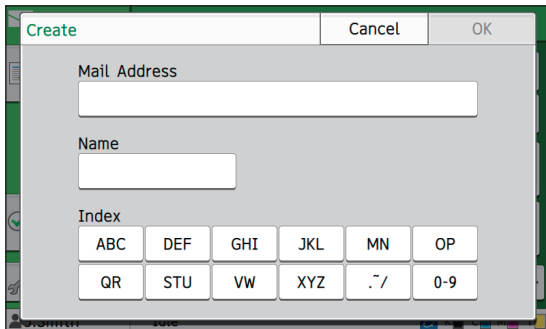 Create Cancel OK
Mail Address
Name
Index
ABC DEF GHI JKL MN OP
QR STU VW XYZ .~/ 0-9